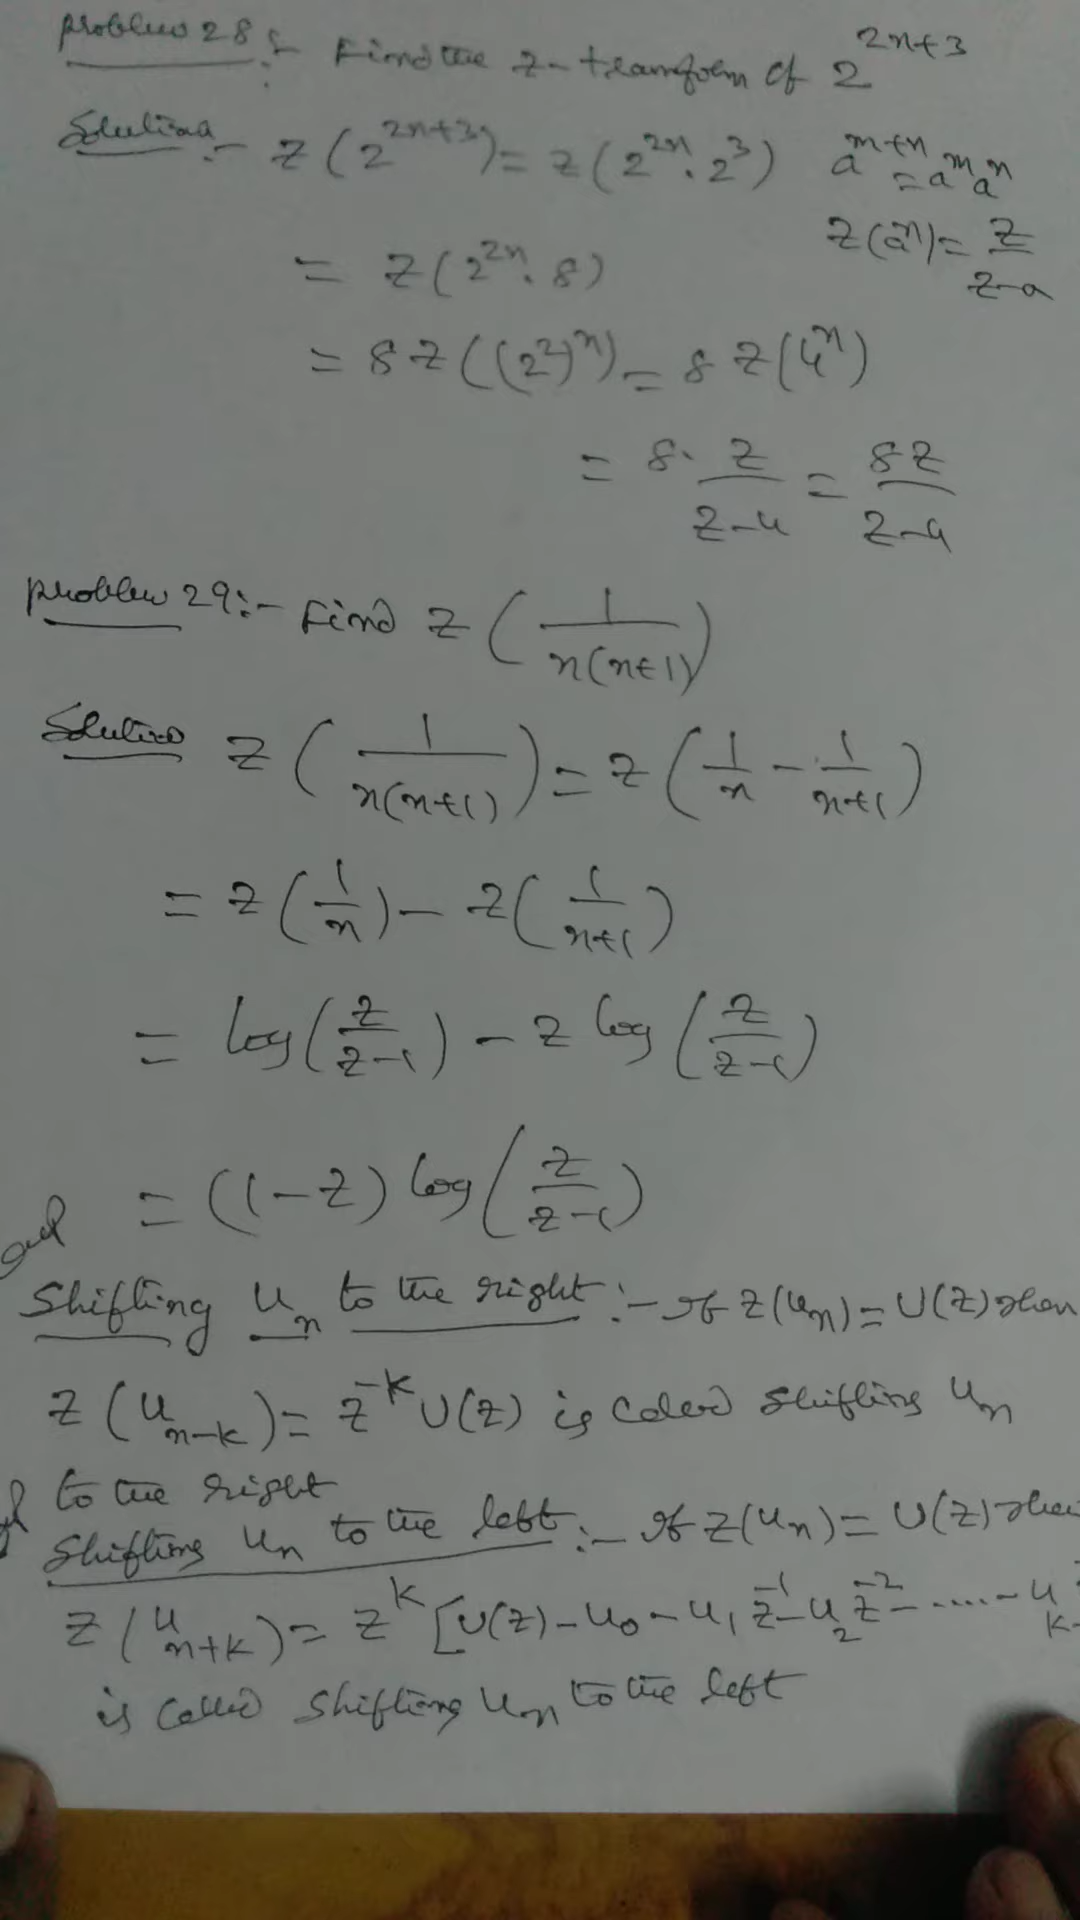 Problem 28 :- Find the z-transform of 2^{2n+3}
Solution :- z(2^{2n+3}) = z(2^{2n}. 2^3) a^{m+n} = a^m a^n
= z(2^{2n}. 8) z(a^n) = z/(z-a)
= 8 z((2^2)^n) = 8 z(4^n)
= 8. z/(z-4) = 8z/(z-4)
Problem 29 :- Find z(1/(n(n+1)))
Solution z(1/(n(n+1))) = z(1/n - 1/(n+1))
= z(1/n) - z(1/(n+1))
= log(z/(z-1)) - z log(z/(z-1))
= (1-z) log(z/(z-1))
Shifting u_n to the right :- If z(u_n) = U(z) then
z(u_{n-k}) = z^{-k} U(z) is called shifting u_n
to the right
Shifting u_n to the left :- If z(u_n) = U(z) then
z(u_{n+k}) = z^k [U(z) - u_0 - u_1 z^{-1} - u_2 z^{-2} - ..... - u_{k-
is called shifting u_n to the left